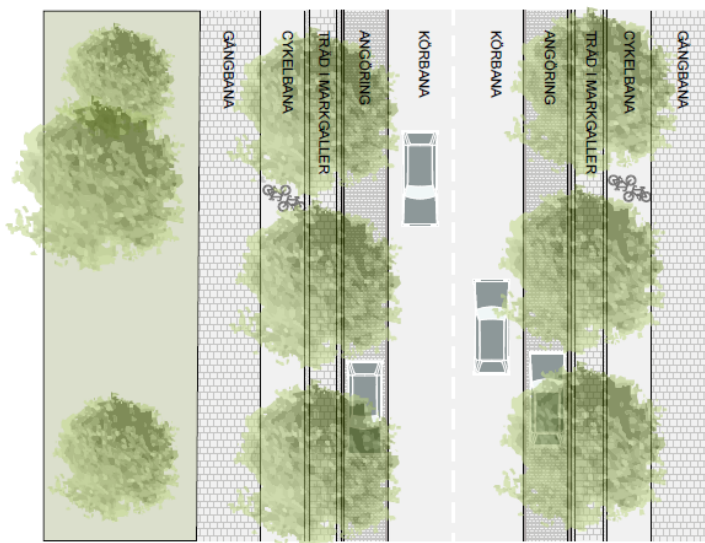 GÅNGBANA
CYKELBANA
TRÄD I MARKGALLER
ANGÖRING
KÖRBANA
KÖRBANA
ANGÖRING
TRÄD I MARKGALLER
CYKELBANA
GÅNGBANA